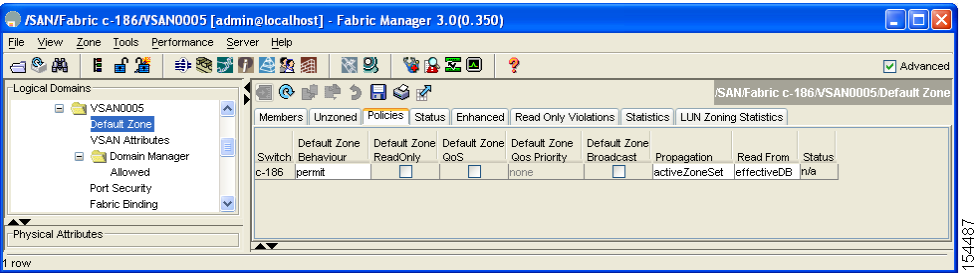 /SAN/Fabric c-186/VSAN0005 [admin@localhost] - Fabric Manager 3.0(0.350)
File View Zone Tools Performance Server Help
Advanced
Logical Domains
VSAN0005
Default Zone
VSAN Attributes
Domain Manager
Allowed
Port Security
Fabric Binding
Physical Attributes
/SAN/Fabric c-186/VSAN0005/Default Zone
Members Unzoned Policies Status Enhanced Read Only Violations Statistics LUN Zoning Statistics
Default Zone Default Zone Default Zone Default Zone Default Zone
Switch Behaviour ReadOnly QoS Qos Priority Broadcast Propagation Read From Status
c-186 permit none activeZoneSet effectiveDB n/a
1 row
154487